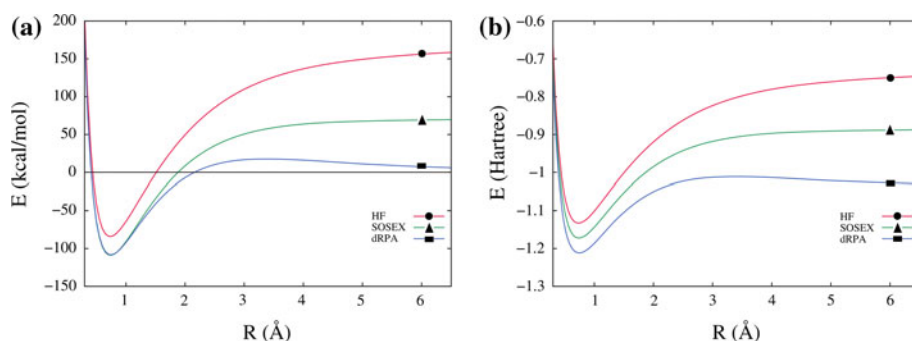 (a)
200
150
100
50
0
−50
−100
−150
E (kcal/mol)
HF
SOSEX
dRPA
1 2 3 4 5 6
R (Å)
(b)
−0.6
−0.7
−0.8
−0.9
−1
−1.1
−1.2
−1.3
E (Hartree)
HF
SOSEX
dRPA
1 2 3 4 5 6
R (Å)